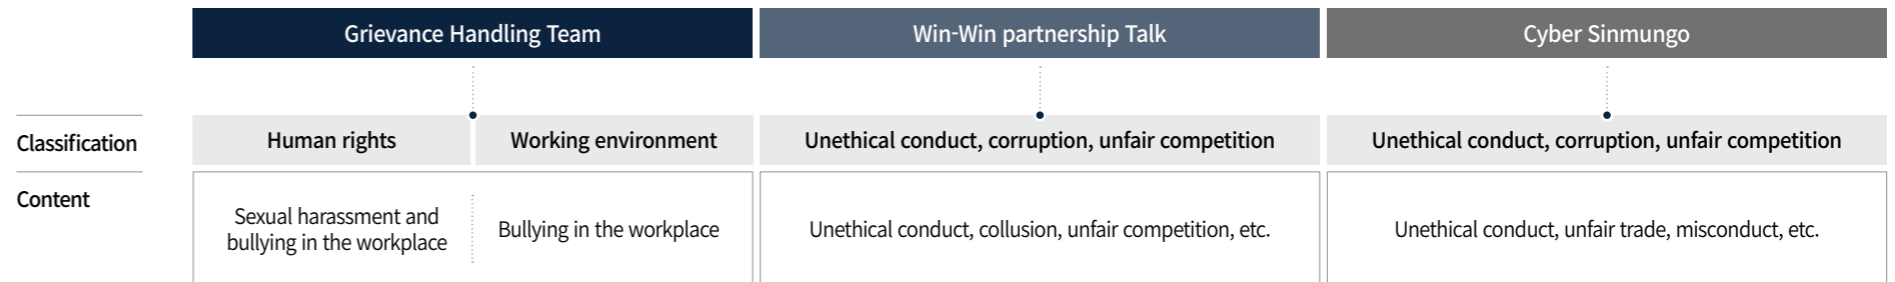 Grievance Handling Team
Win-Win partnership Talk
Cyber Sinmungo
Classification
Human rights
Working environment
Unethical conduct, corruption, unfair competition
Unethical conduct, corruption, unfair competition
Content
Sexual harassment and
bullying in the workplace
Bullying in the workplace
Unethical conduct, collusion, unfair competition, etc.
Unethical conduct, unfair trade, misconduct, etc.